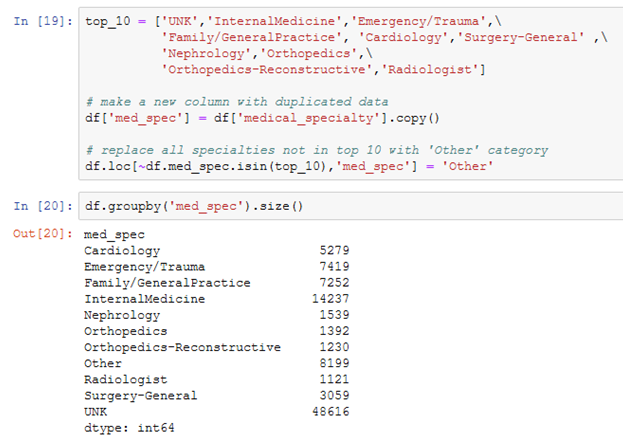 In [19]: top_10 = ['UNK','InternalMedicine','Emergency/Trauma',\
'Family/GeneralPractice', 'Cardiology','Surgery-General' ,\
'Nephrology','Orthopedics',\
'Orthopedics-Reconstructive','Radiologist']
# make a new column with duplicated data
df['med_spec'] = df['medical_specialty'].copy()
# replace all specialties not in top 10 with 'Other' category
df.loc[~df.med_spec.isin(top_10),'med_spec'] = 'Other'
In [20]: df.groupby('med_spec').size()
Out[20]: med_spec
Cardiology 5279
Emergency/Trauma 7419
Family/GeneralPractice 7252
InternalMedicine 14237
Nephrology 1539
Orthopedics 1392
Orthopedics-Reconstructive 1230
Other 8199
Radiologist 1121
Surgery-General 3059
UNK 48616
dtype: int64